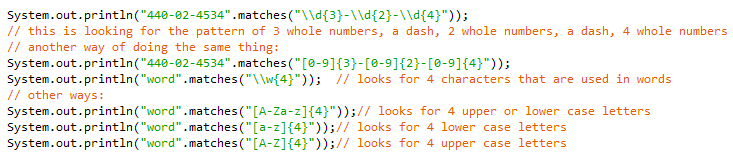 System.out.println("440-02-4534".matches("\\d{3}-\\d{2}-\\d{4}"));
// this is looking for the pattern of 3 whole numbers, a dash, 2 whole numbers, a dash, 4 whole numbers
// another way of doing the same thing:
System.out.println("440-02-4534".matches("[0-9]{3}-[0-9]{2}-[0-9]{4}"));
System.out.println("word".matches("\\w{4}"));  // looks for 4 characters that are used in words
// other ways:
System.out.println("word".matches("[A-Za-z]{4}"));// looks for 4 upper or lower case letters
System.out.println("word".matches("[a-z]{4}"));// looks for 4 lower case letters
System.out.println("word".matches("[A-Z]{4}"));// looks for 4 upper case letters